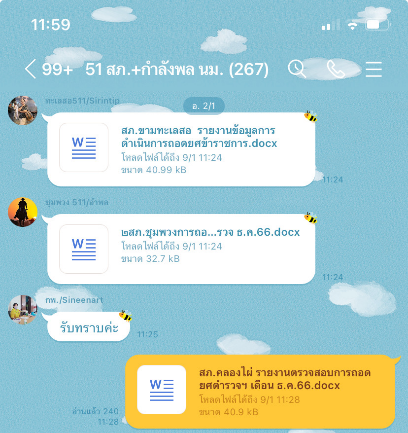 11:59
99+ 51 สภ.+กำลังพล นม. (267)
ทะเลสอ511/Sirintip
อ. 2/1
สภ.ขามทะเลสอ รายงานข้อมูลการ
ดำเนินการถอดยศข้าราชการ.docx
โหลดไฟล์ได้ถึง 9/1 11:24
ขนาด 40.99 kB
11:24
ชุมพวง 511/อำพล
W
๒สภ.ชุมพวงการถอ...รวจ ธ.ค.66.docx
โหลดไฟล์ได้ถึง 9/1 11:24
ขนาด 32.7 kB
11:24
กพ./Sineenart
รับทราบค่ะ
11:25
สภ.คลองไผ่ รายงานตรวจสอบการถอด
ยศตำรวจฯ เดือน ธ.ค.66.docx
โหลดไฟล์ได้ถึง 9/1 11:28
ขนาด 40.9 kB
อ่านแล้ว 240
11:28